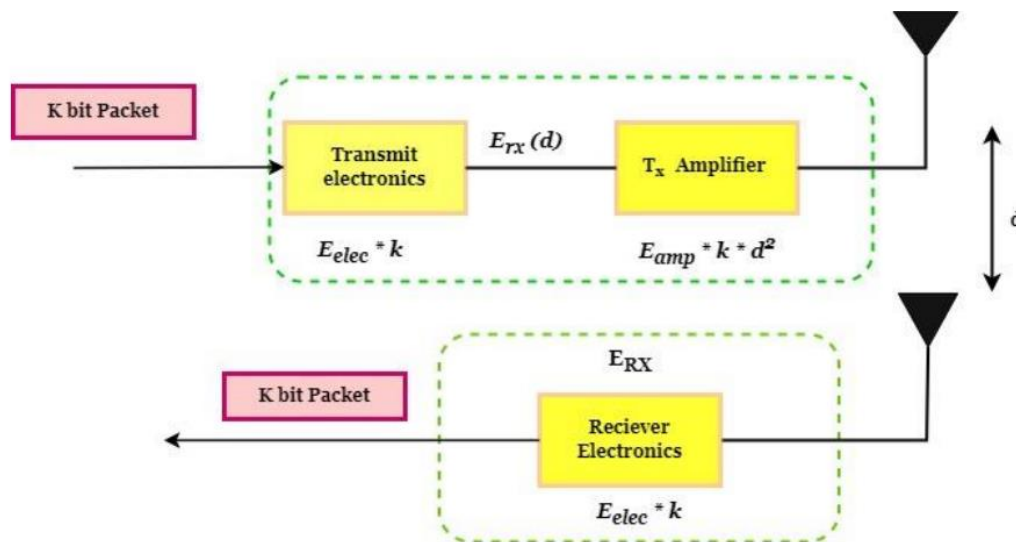 K bit Packet
Transmit
electronics
E_rx (d)
T_x Amplifier
E_elec * k
E_amp * k * d²
E_RX
K bit Packet
Reciever
Electronics
E_elec * k